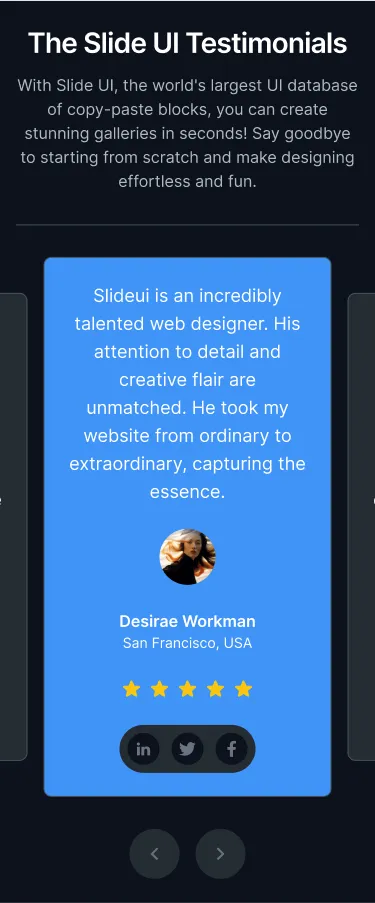 The Slide UI Testimonials
With Slide UI, the world's largest UI database
of copy-paste blocks, you can create
stunning galleries in seconds! Say goodbye
to starting from scratch and make designing
effortless and fun.
Slideui is an incredibly
talented web designer. His
attention to detail and
creative flair are
unmatched. He took my
website from ordinary to
extraordinary, capturing the
essence.
Desirae Workman
San Francisco, USA
in